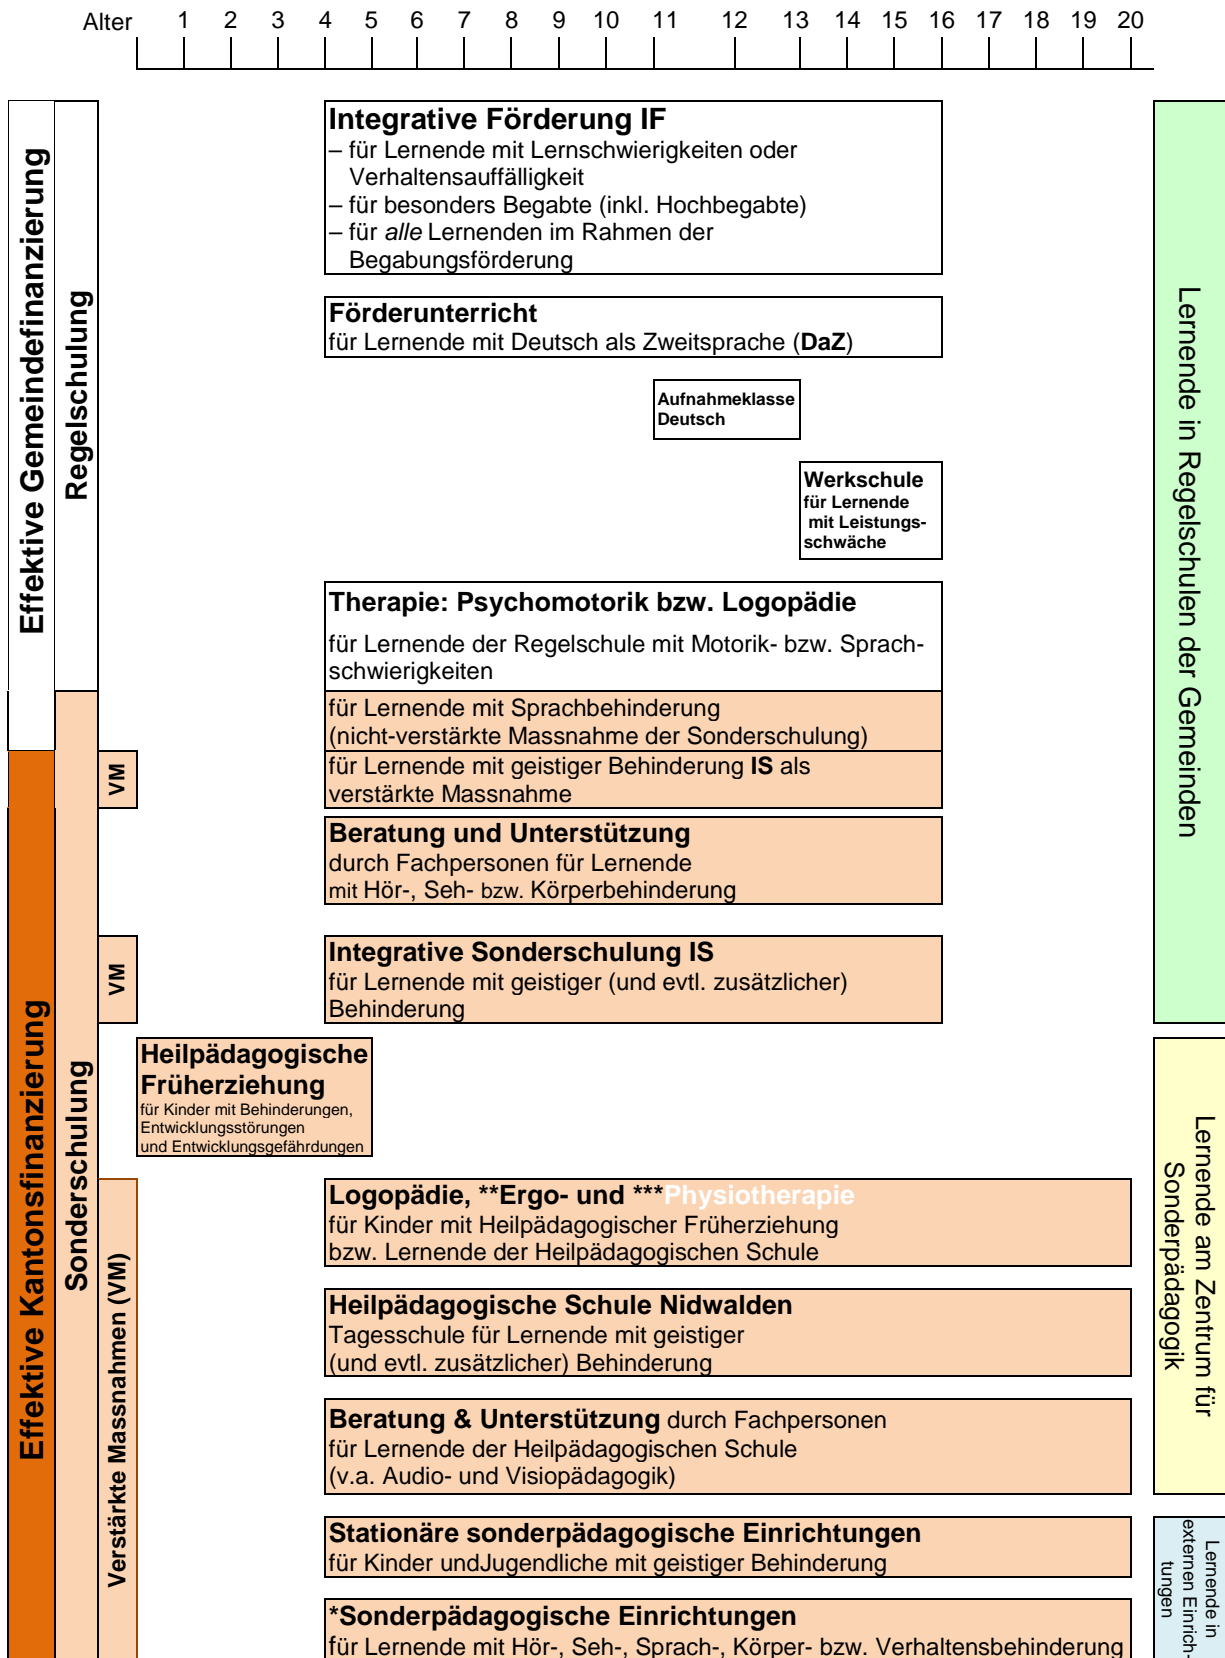 Alter 1 2 3 4 5 6 7 8 9 10 11 12 13 14 15 16 17 18 19 20
Effektive Gemeindefinanzierung
Regelschulung
Integrative Förderung IF
– für Lernende mit Lernschwierigkeiten oder
Verhaltensauffälligkeit
– für besonders Begabte (inkl. Hochbegabte)
– für alle Lernenden im Rahmen der
Begabungsförderung
Förderunterricht
für Lernende mit Deutsch als Zweitsprache (DaZ)
Aufnahmeklasse
Deutsch
Werkschule
für Lernende
mit Leistungs-
schwäche
Therapie: Psychomotorik bzw. Logopädie
für Lernende der Regelschule mit Motorik- bzw. Sprach-
schwierigkeiten
für Lernende mit Sprachbehinderung
(nicht-verstärkte Massnahme der Sonderschulung)
VM
für Lernende mit geistiger Behinderung IS als
verstärkte Massnahme
Beratung und Unterstützung
durch Fachpersonen für Lernende
mit Hör-, Seh- bzw. Körperbehinderung
VM
Integrative Sonderschulung IS
für Lernende mit geistiger (und evtl. zusätzlicher)
Behinderung
Lernende in Regelschulen der Gemeinden
Effektive Kantonsfinanzierung
Sonderschulung
Heilpädagogische
Früherziehung
für Kinder mit Behinderungen,
Entwicklungsstörungen
und Entwicklungsgefährdungen
Verstärkte Massnahmen (VM)
Logopädie, **Ergo- und ***Physiotherapie
für Kinder mit Heilpädagogischer Früherziehung
bzw. Lernende der Heilpädagogischen Schule
Heilpädagogische Schule Nidwalden
Tagesschule für Lernende mit geistiger
(und evtl. zusätzlicher) Behinderung
Beratung & Unterstützung durch Fachpersonen
für Lernende der Heilpädagogischen Schule
(v.a. Audio- und Visiopädagogik)
Lernende am Zentrum für
Sonderpädagogik
Stationäre sonderpädagogische Einrichtungen
für Kinder undJugendliche mit geistiger Behinderung
*Sonderpädagogische Einrichtungen
für Lernende mit Hör-, Seh-, Sprach-, Körper- bzw. Verhaltensbehinderung
Lernende in
externen Einrich-
tungen